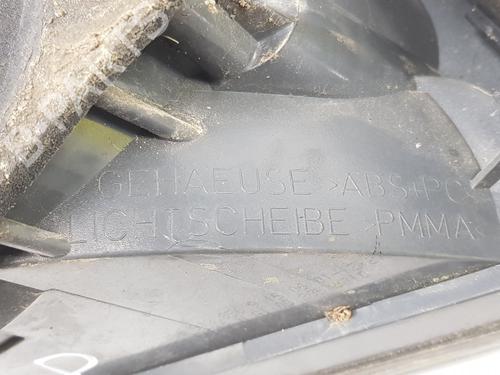 GEHAEUSE >ABS+PC<
LICHTSCHEIBE >PMMA<
D